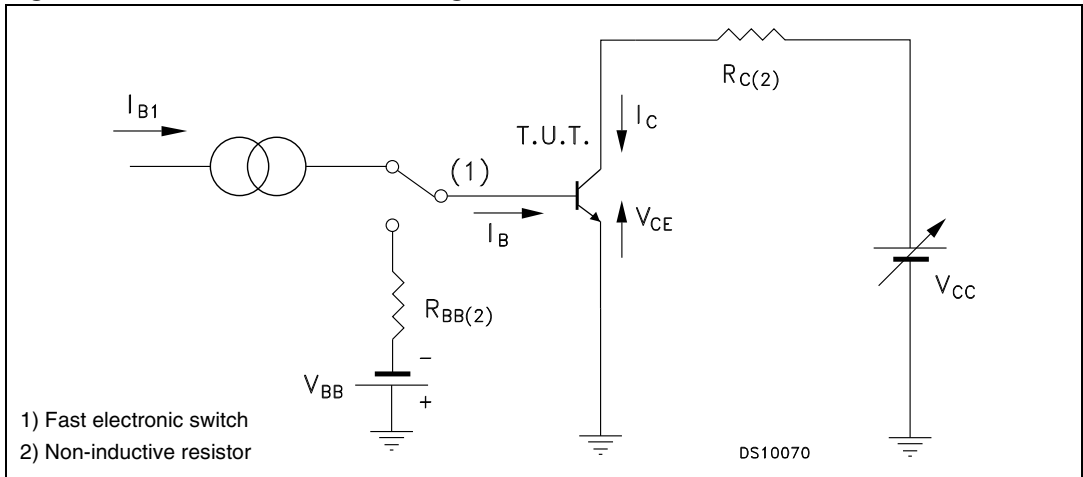 I_B1
T.U.T.
I_C
R_C(2)
(1)
I_B
V_CE
V_CC
R_BB(2)
V_BB
−
+
1) Fast electronic switch
2) Non-inductive resistor
DS10070